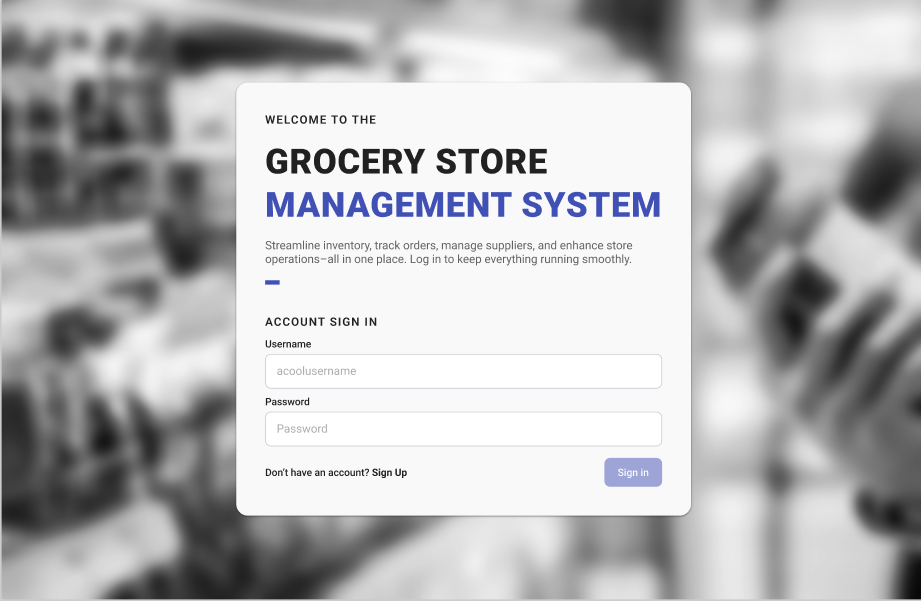 WELCOME TO THE
GROCERY STORE
MANAGEMENT SYSTEM
Streamline inventory, track orders, manage suppliers, and enhance store
operations–all in one place. Log in to keep everything running smoothly.
ACCOUNT SIGN IN
Username
acoolusername
Password
Password
Don't have an account? Sign Up
Sign in